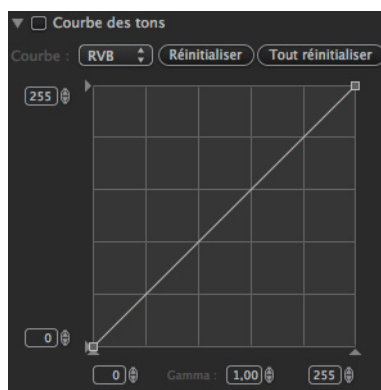 Courbe des tons
Courbe : RVB Réinitialiser Tout réinitialiser
255
0
0 Gamma : 1,00 255